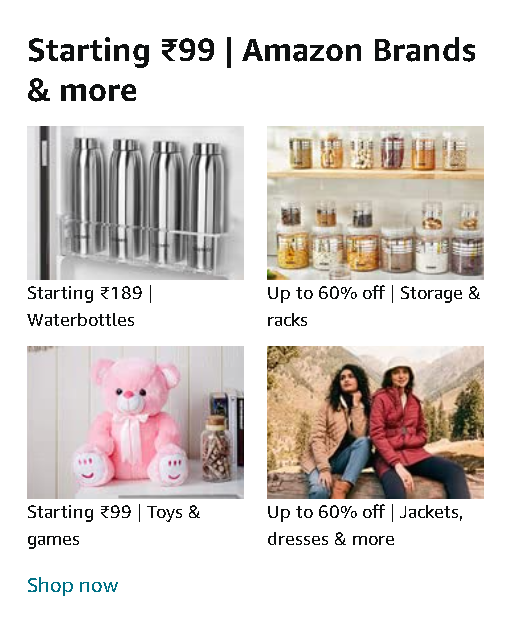 Starting ₹99 | Amazon Brands
& more
Starting ₹189 |
Waterbottles
Up to 60% off | Storage &
racks
Starting ₹99 | Toys &
games
Up to 60% off | Jackets,
dresses & more
Shop now